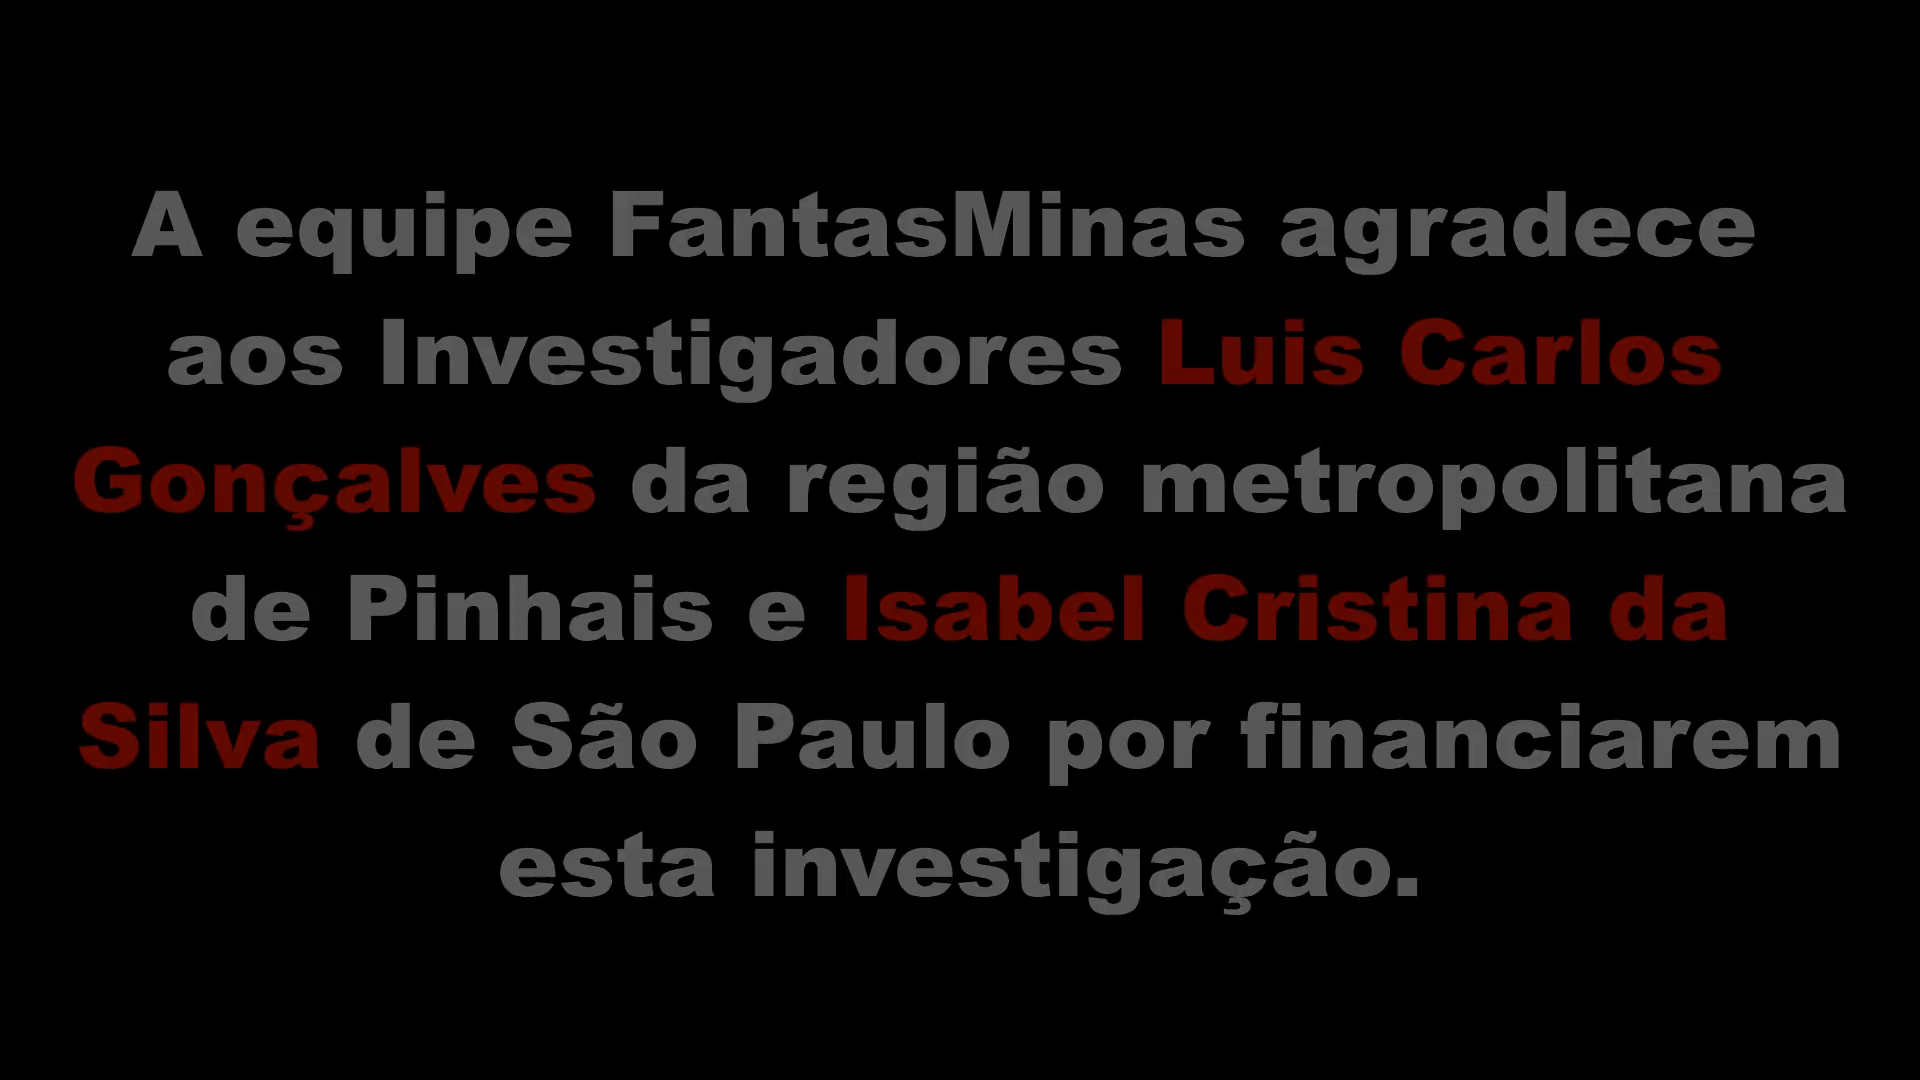 A equipe FantasMinas agradece
aos Investigadores Luis Carlos
Gonçalves da região metropolitana
de Pinhais e Isabel Cristina da
Silva de São Paulo por financiarem
esta investigação.